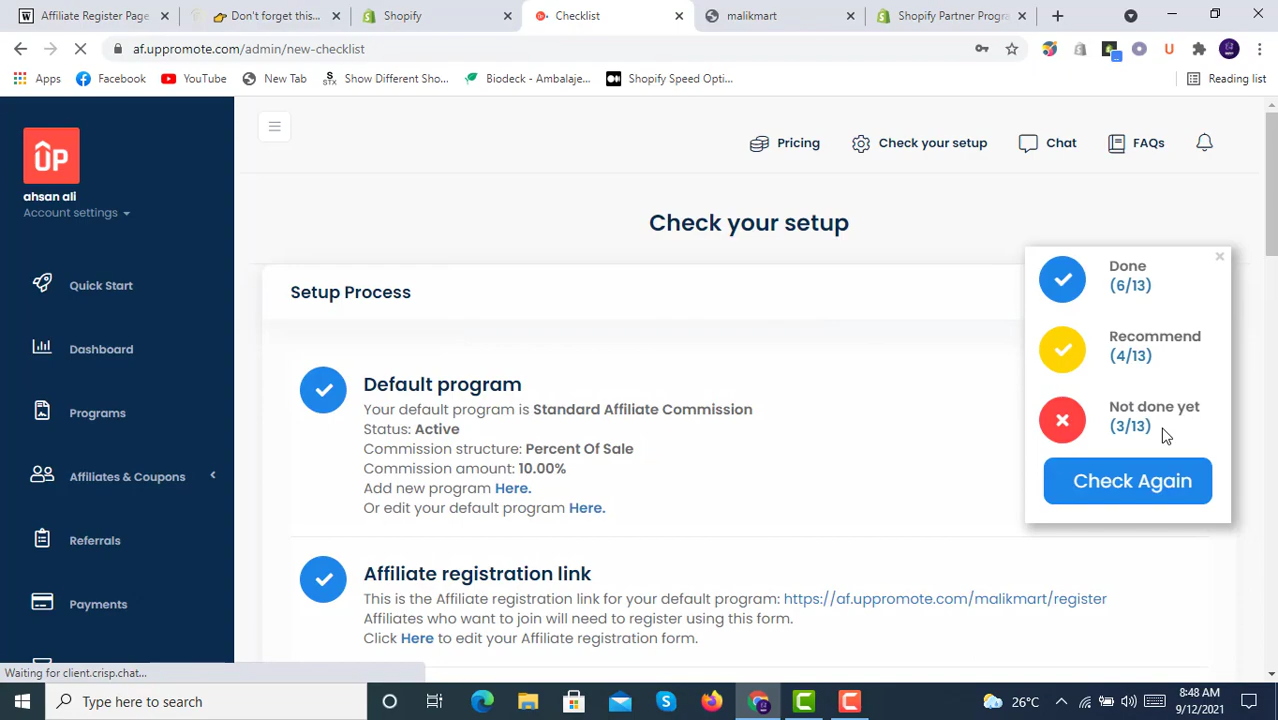 Affiliate Register Page
Don't forget this...
Shopify
Checklist
malikmart
Shopify Partner Progra
af.uppromote.com/admin/new-checklist
Apps
Facebook
YouTube
New Tab
Show Different Sho...
Biodeck - Ambalaje...
Shopify Speed Opti...
Reading list
UP
ahsan ali
Account settings
Quick Start
Dashboard
Programs
Affiliates & Coupons
Referrals
Payments
Pricing
Check your setup
Chat
FAQs
Check your setup
Setup Process
Default program
Your default program is Standard Affiliate Commission
Status: Active
Commission structure: Percent Of Sale
Commission amount: 10.00%
Add new program Here.
Or edit your default program Here.
Affiliate registration link
This is the Affiliate registration link for your default program: https://af.uppromote.com/malikmart/register
Affiliates who want to join will need to register using this form.
Click Here to edit your Affiliate registration form.
Done
(6/13)
Recommend
(4/13)
Not done yet
(3/13)
Check Again
Waiting for client.crisp.chat...
Type here to search
26°C
8:48 AM
9/12/2021